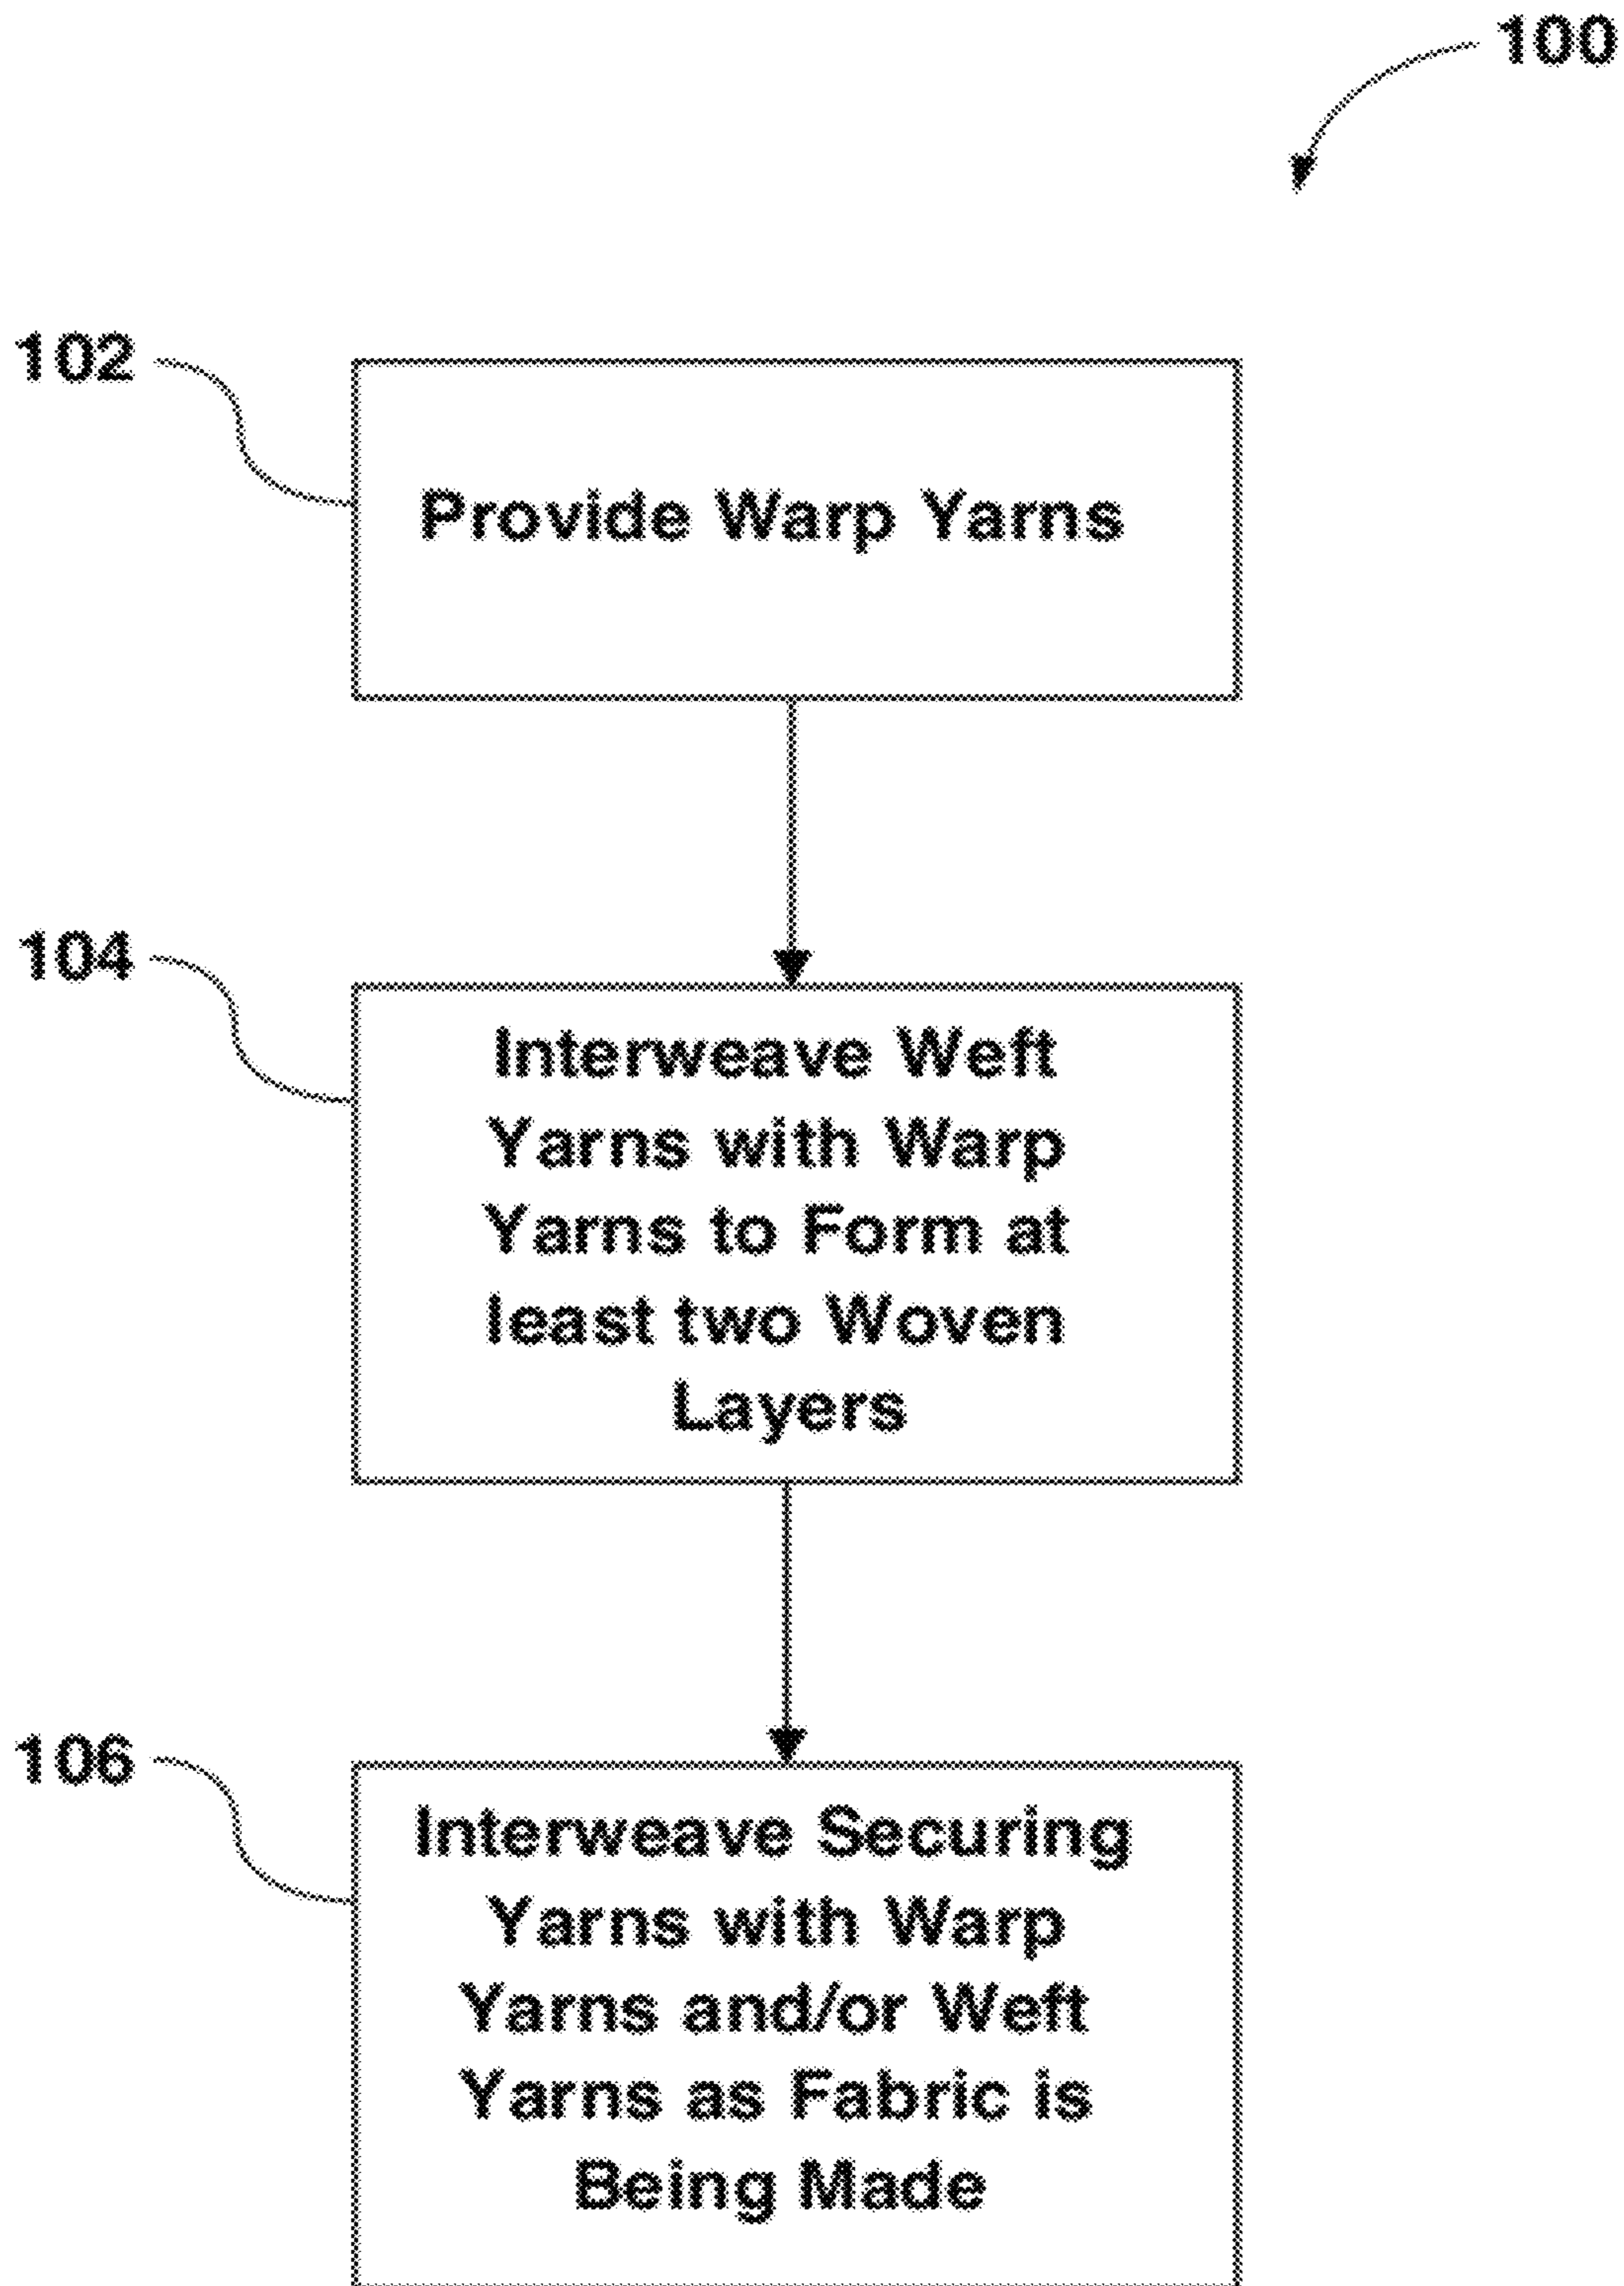 100
102
Provide Warp Yarns
104
Interweave Weft
Yarns with Warp
Yarns to Form at
least two Woven
Layers
106
Interweave Securing
Yarns with Warp
Yarns and/or Weft
Yarns as Fabric is
Being Made